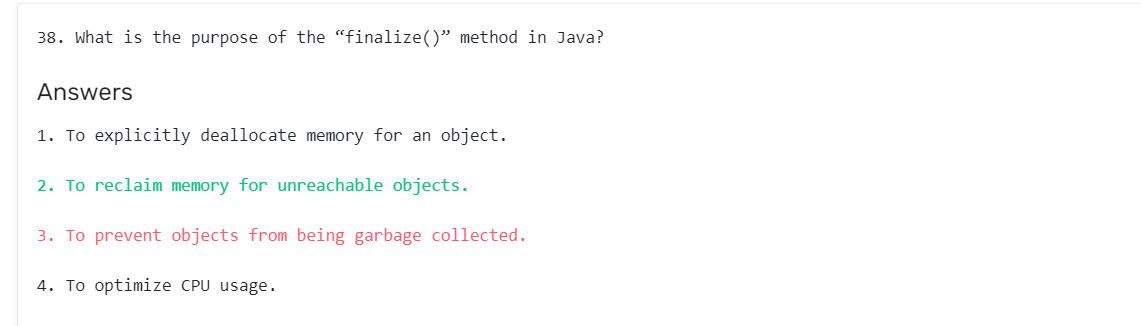 38. What is the purpose of the “finalize()” method in Java?
Answers
1. To explicitly deallocate memory for an object.
2. To reclaim memory for unreachable objects.
3. To prevent objects from being garbage collected.
4. To optimize CPU usage.